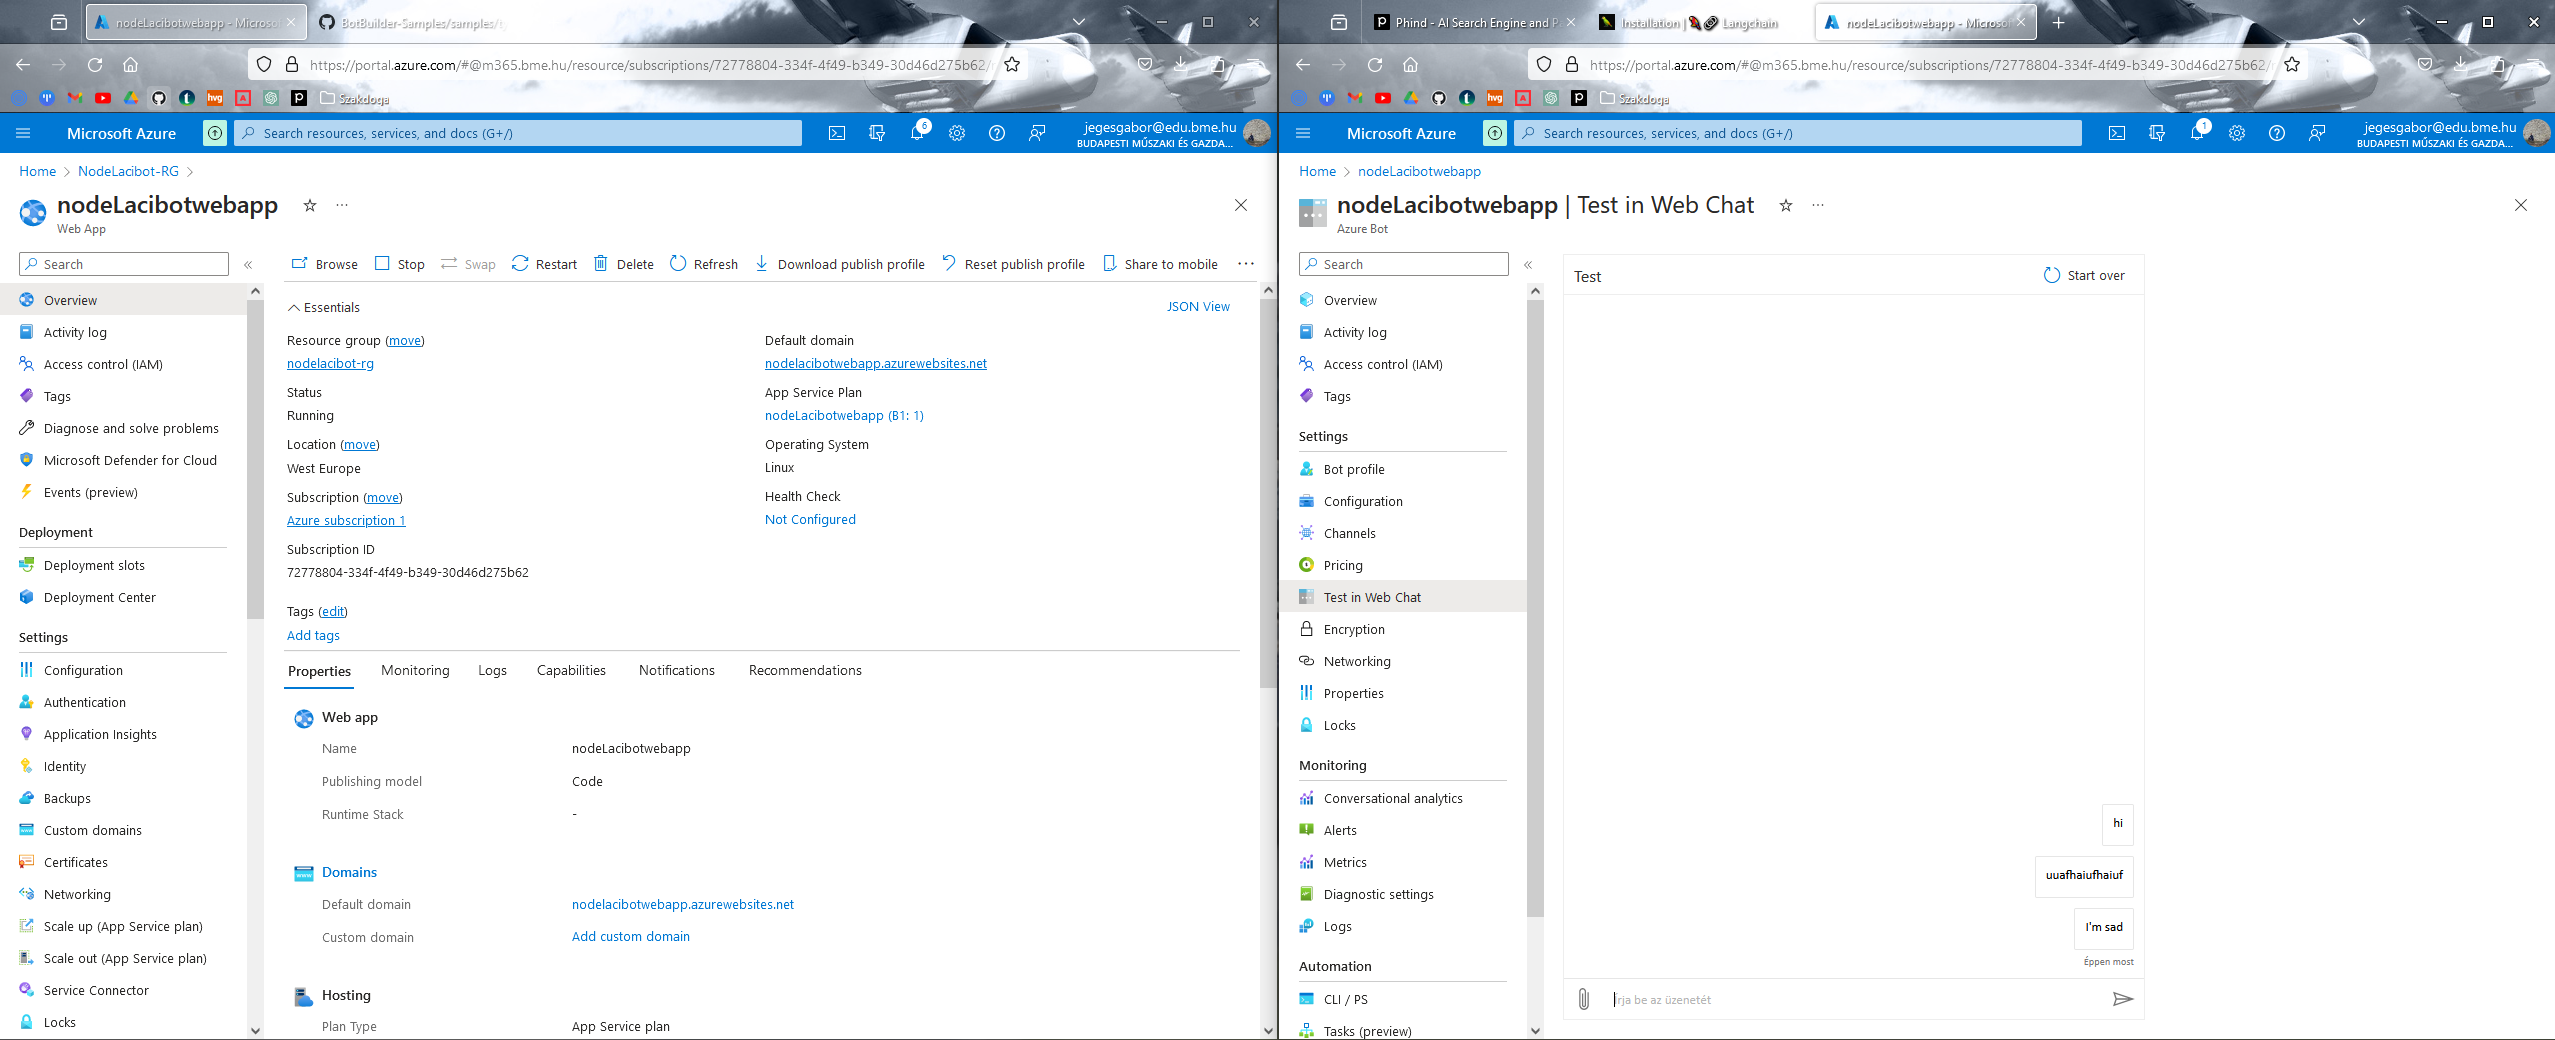 nodeLacibotwebapp - Microsoft
BotBuilder-Samples/samples/ty
https://portal.azure.com/#@m365.bme.hu/resource/subscriptions/72778804-334f-4f49-b349-30d46d275b62/
Szakdoga
Microsoft Azure
Search resources, services, and docs (G+/)
6
jegesgabor@edu.bme.hu
BUDAPESTI MŰSZAKI ÉS GAZDA...
Home > NodeLacibot-RG >
nodeLacibotwebapp
Web App
Search
Browse Stop Swap Restart Delete Refresh Download publish profile Reset publish profile Share to mobile
Overview
Activity log
Access control (IAM)
Tags
Diagnose and solve problems
Microsoft Defender for Cloud
Events (preview)
Deployment
Deployment slots
Deployment Center
Settings
Configuration
Authentication
Application Insights
Identity
Backups
Custom domains
Certificates
Networking
Scale up (App Service plan)
Scale out (App Service plan)
Service Connector
Locks
Essentials
JSON View
Resource group (move)
nodelacibot-rg
Status
Running
Location (move)
West Europe
Subscription (move)
Azure subscription 1
Subscription ID
72778804-334f-4f49-b349-30d46d275b62
Default domain
nodelacibotwebapp.azurewebsites.net
App Service Plan
nodeLacibotwebapp (B1: 1)
Operating System
Linux
Health Check
Not Configured
Tags (edit)
Add tags
Properties Monitoring Logs Capabilities Notifications Recommendations
Web app
Name nodeLacibotwebapp
Publishing model Code
Runtime Stack -
Domains
Default domain nodelacibotwebapp.azurewebsites.net
Custom domain Add custom domain
Hosting
Plan Type App Service plan
Phind - AI Search Engine and Pa
Installation | Langchain
nodeLacibotwebapp - Microsoft
https://portal.azure.com/#@m365.bme.hu/resource/subscriptions/72778804-334f-4f49-b349-30d46d275b62/
hvg
Szakdoga
Microsoft Azure
Search resources, services, and docs (G+/)
1
jegesgabor@edu.bme.hu
BUDAPESTI MŰSZAKI ÉS GAZDA...
Home > nodeLacibotwebapp
nodeLacibotwebapp | Test in Web Chat
Azure Bot
Search
Overview
Activity log
Access control (IAM)
Tags
Settings
Bot profile
Configuration
Channels
Pricing
Test in Web Chat
Encryption
Networking
Properties
Locks
Monitoring
Conversational analytics
Alerts
Metrics
Diagnostic settings
Logs
Automation
CLI / PS
Tasks (preview)
Test
Start over
hi
uuafhaiufhaiuf
I'm sad
Éppen most
Írja be az üzenetét